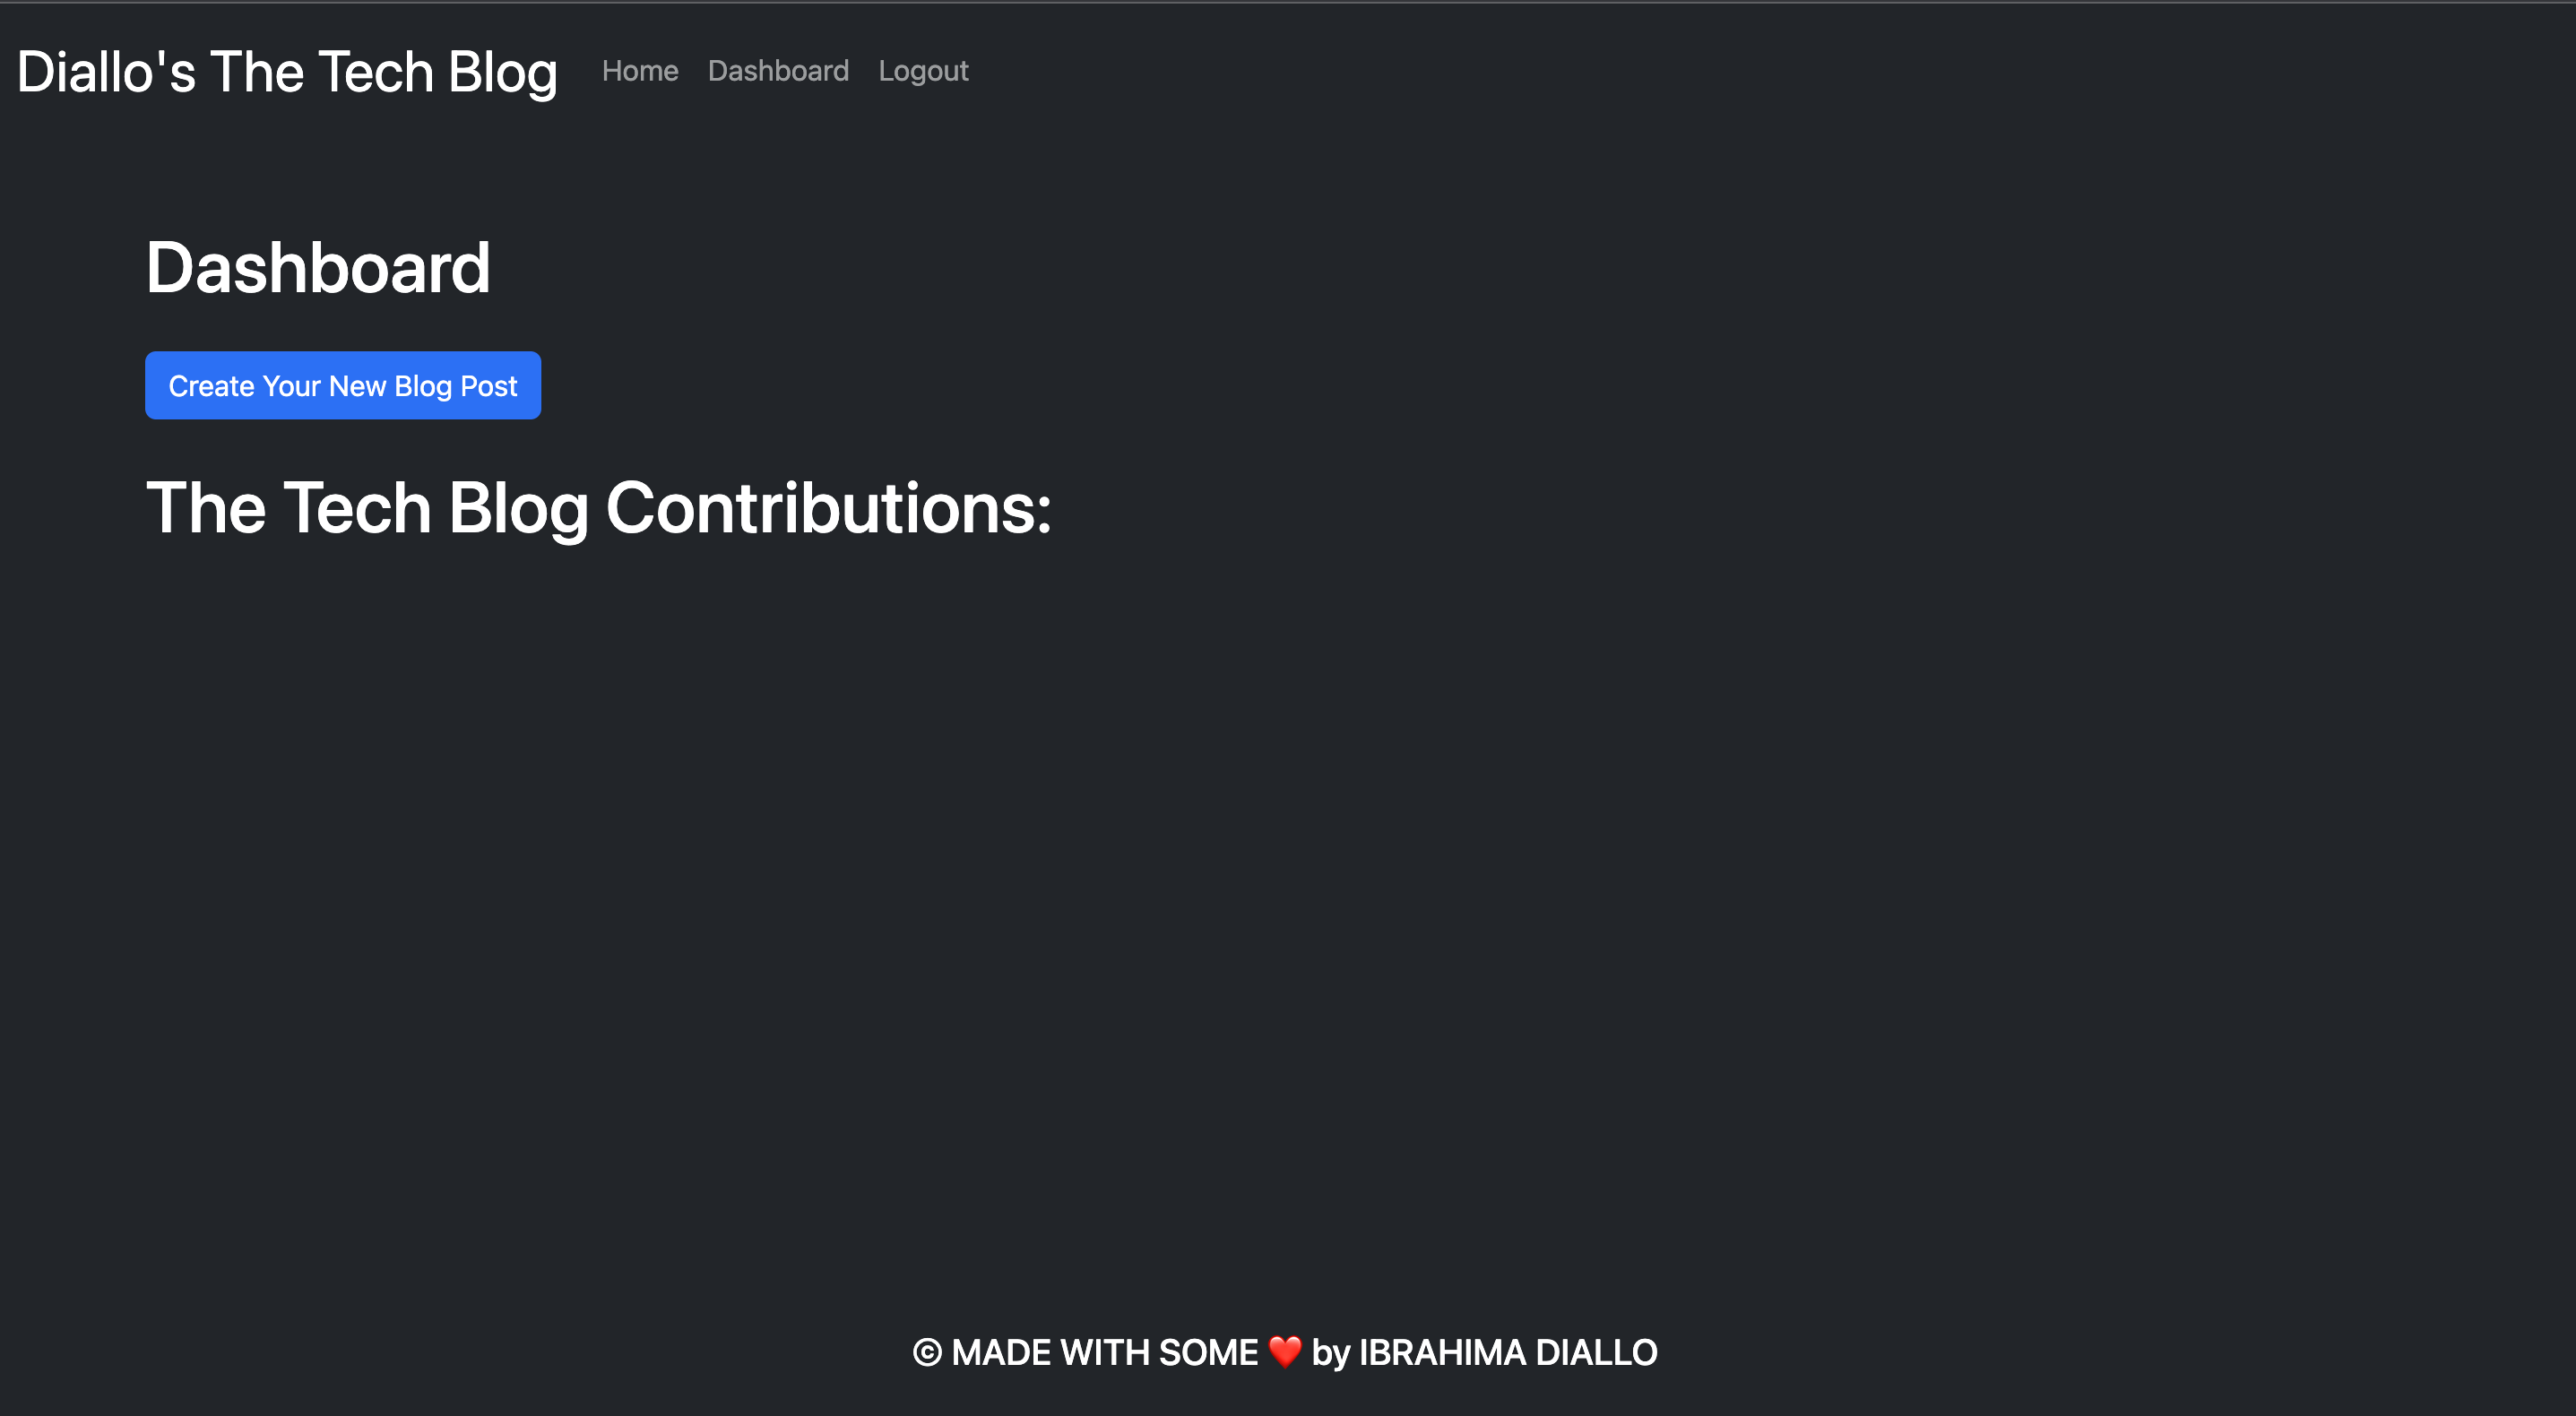 Diallo's The Tech Blog Home Dashboard Logout
Dashboard
Create Your New Blog Post
The Tech Blog Contributions:
© MADE WITH SOME ❤️ by IBRAHIMA DIALLO